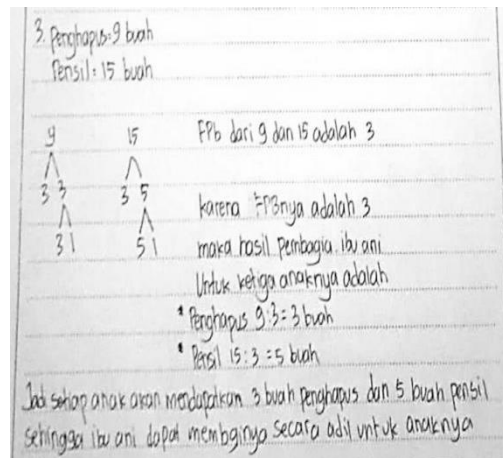 3. Penghapus: 9 buah
Pensil: 15 buah
9 15 FPb dari 9 dan 15 adalah 3
3 3 3 5
karena FPBnya adalah 3
3 1 5 1 maka hasil pembagia ibu ani
Untuk ketiga anaknya adalah
* Penghapus 9:3=3 buah
* Pensil 15:3=5 buah
Jadi setiap anak akan mendapatkan 3 buah penghapus dan 5 buah pensil
sehingga ibu ani dapat membginya secara adil untuk anaknya